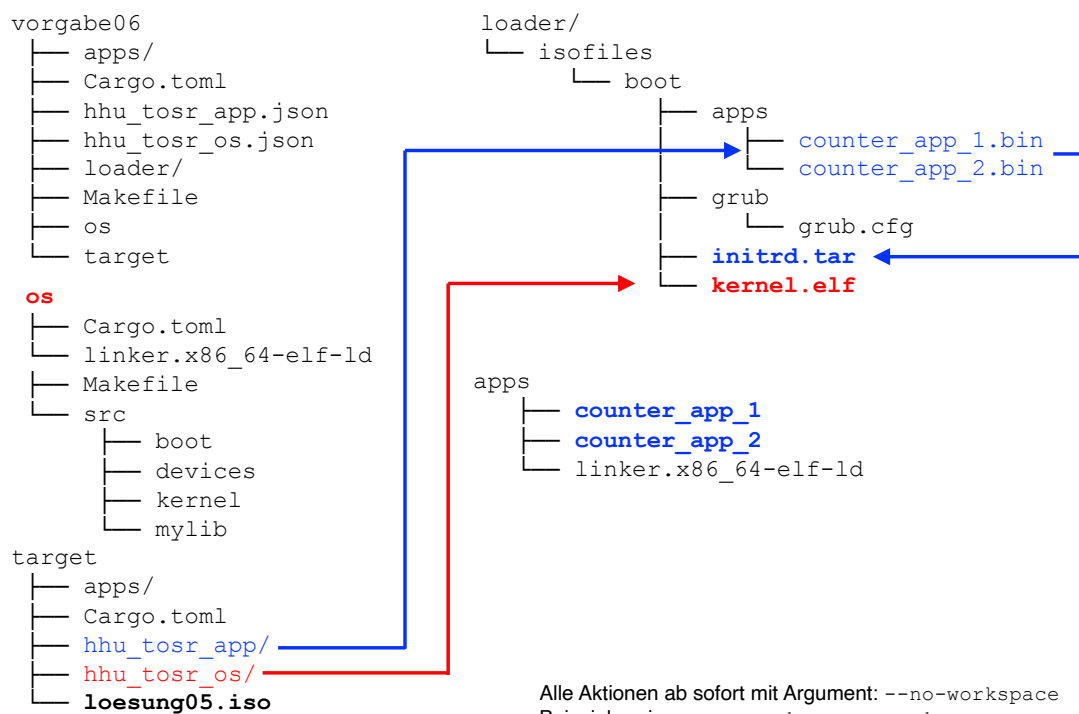 vorgabe06
├── apps/
├── Cargo.toml
├── hhu_tosr_app.json
├── hhu_tosr_os.json
├── loader/
├── Makefile
├── os
└── target
os
├── Cargo.toml
└── linker.x86_64-elf-ld
├── Makefile
└── src
├── boot
├── devices
├── kernel
└── mylib
target
├── apps/
├── Cargo.toml
├── hhu_tosr_app/
├── hhu_tosr_os/
└── loesung05.iso
loader/
└── isofiles
└── boot
├── apps
│ ├── counter_app_1.bin
│ └── counter_app_2.bin
├── grub
│ └── grub.cfg
├── initrd.tar
└── kernel.elf
apps
├── counter_app_1
├── counter_app_2
└── linker.x86_64-elf-ld
Alle Aktionen ab sofort mit Argument: --no-workspace